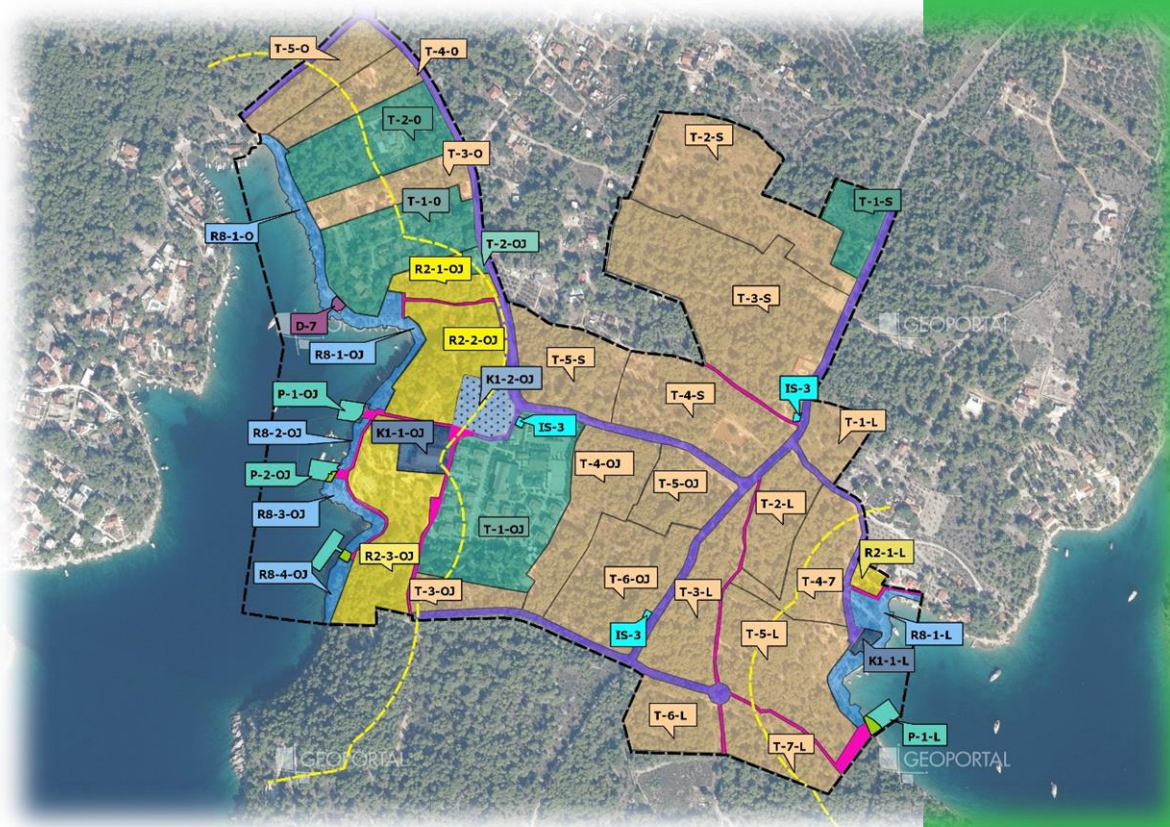 T-5-O
T-4-0
T-2-0
T-2-S
T-3-O
T-1-0
T-1-S
R8-1-O
T-2-OJ
R2-1-OJ
T-3-S
D-7
GEOPORTAL
GEOPORTAL
R2-2-OJ
R8-1-OJ
T-5-S
K1-2-OJ
IS-3
P-1-OJ
T-4-S
T-1-L
IS-3
R8-2-OJ
K1-1-OJ
T-4-OJ
P-2-OJ
T-5-OJ
T-2-L
R8-3-OJ
T-1-OJ
R2-3-OJ
R2-1-L
R8-4-OJ
T-6-OJ
T-4-7
T-3-OJ
T-3-L
IS-3
T-5-L
R8-1-L
K1-1-L
T-6-L
P-1-L
T-7-L
GEOPORTAL
GEOPORTAL